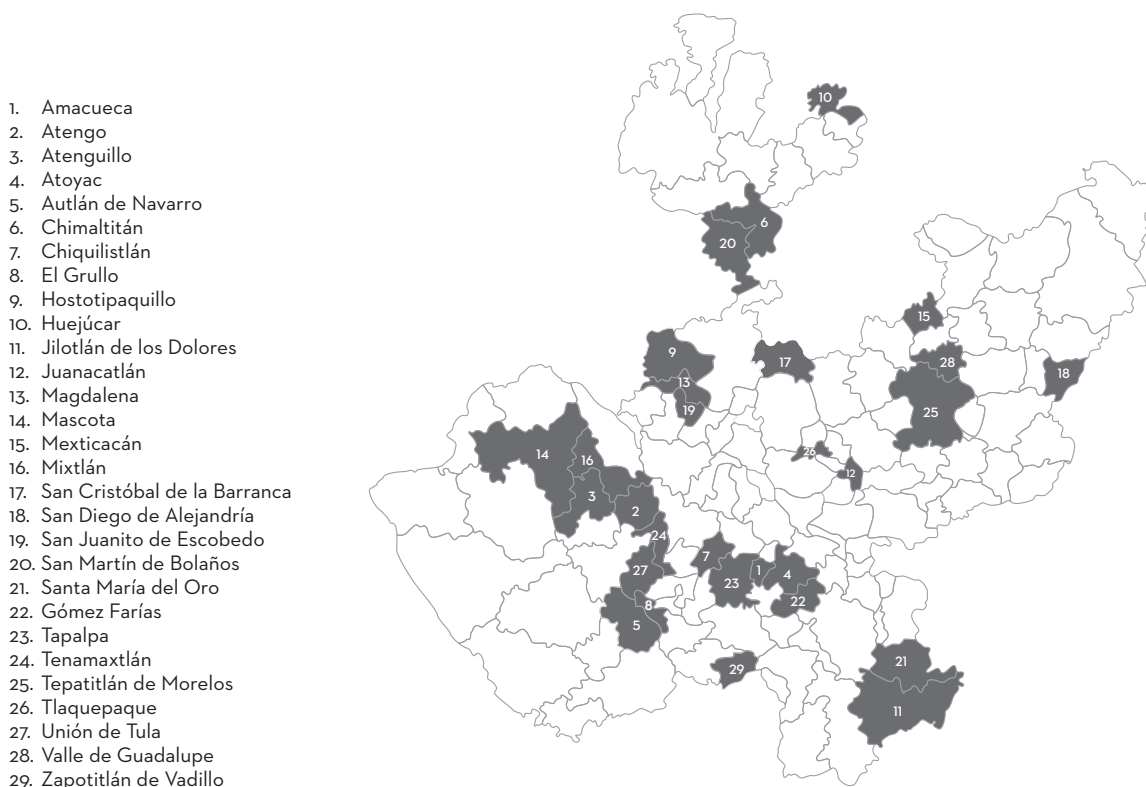 1. Amacueca
2. Atengo
3. Atenguillo
4. Atoyac
5. Autlán de Navarro
6. Chimaltitán
7. Chiquilistlán
8. El Grullo
9. Hostotipaquillo
10. Huejúcar
11. Jilotlán de los Dolores
12. Juanacatlán
13. Magdalena
14. Mascota
15. Mexticacán
16. Mixtlán
17. San Cristóbal de la Barranca
18. San Diego de Alejandría
19. San Juanito de Escobedo
20. San Martín de Bolaños
21. Santa María del Oro
22. Gómez Farías
23. Tapalpa
24. Tenamaxtlán
25. Tepatitlán de Morelos
26. Tlaquepaque
27. Unión de Tula
28. Valle de Guadalupe
29. Zapotitlán de Vadillo
10
6
20
15
9
17
28
13
18
19
25
14
16
26
12
3
2
24
7
27
1
4
23
22
8
5
21
29
11